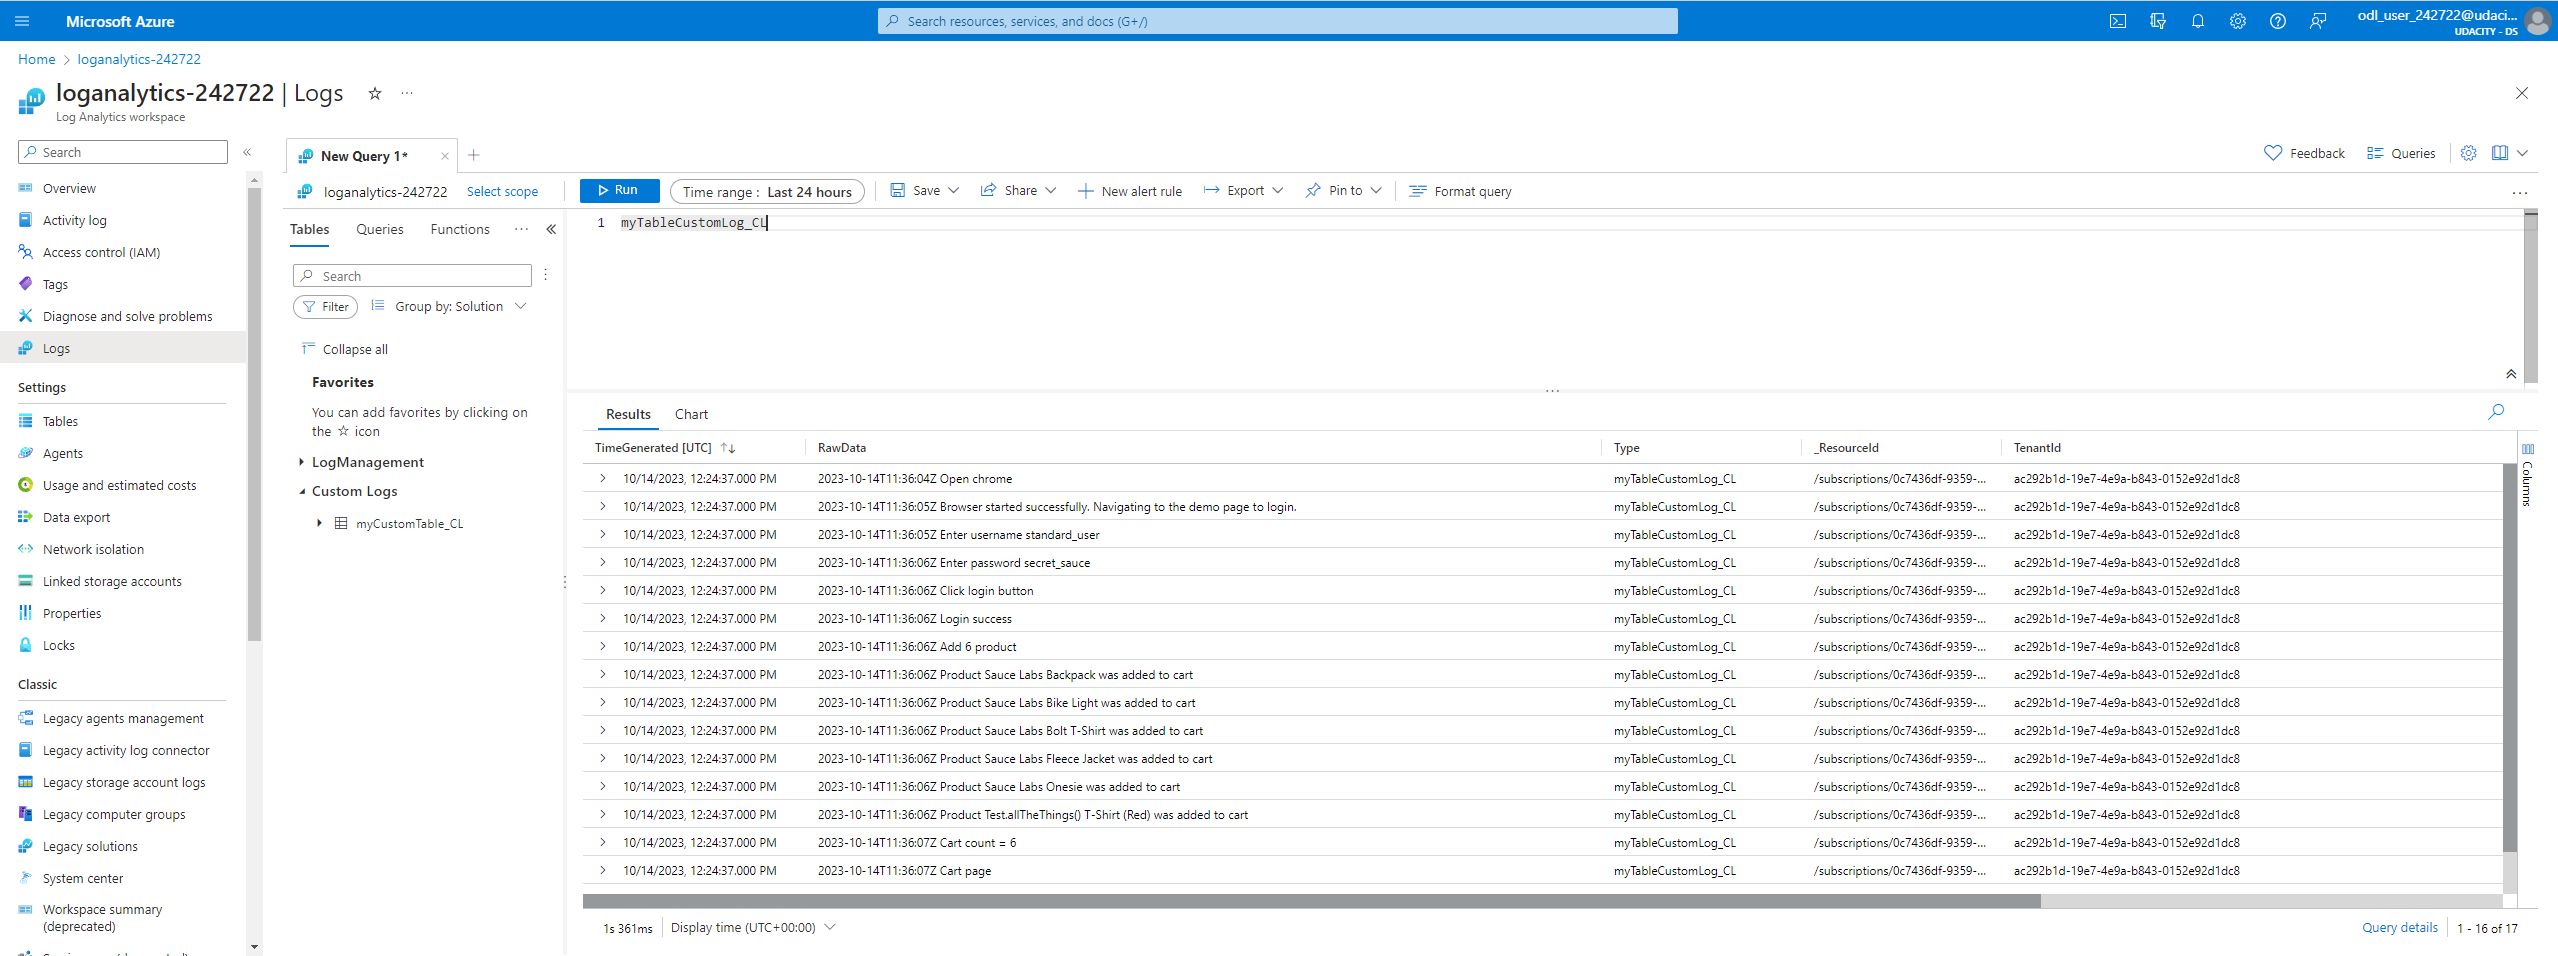 Microsoft Azure
Search resources, services, and docs (G+/)
odl_user_242722@udaci...
UDACITY - DS
Home > loganalytics-242722
loganalytics-242722 | Logs
Log Analytics workspace
Search
Overview
Activity log
Access control (IAM)
Tags
Diagnose and solve problems
Logs
Settings
Tables
Agents
Usage and estimated costs
Data export
Network isolation
Linked storage accounts
Properties
Locks
Classic
Legacy agents management
Legacy activity log connector
Legacy storage account logs
Legacy computer groups
Legacy solutions
System center
Workspace summary
(deprecated)
New Query 1*
Feedback Queries
loganalytics-242722 Select scope Run Time range : Last 24 hours Save Share New alert rule Export Pin to Format query
Tables Queries Functions
Search
Filter Group by: Solution
Collapse all
Favorites
You can add favorites by clicking on
the ☆ icon
LogManagement
Custom Logs
myCustomTable_CL
1 myTableCustomLog_CL
Results Chart
TimeGenerated [UTC] RawData Type _ResourceId TenantId
10/14/2023, 12:24:37.000 PM 2023-10-14T11:36:04Z Open chrome myTableCustomLog_CL /subscriptions/0c7436df-9359-... ac292b1d-19e7-4e9a-b843-0152e92d1dc8
10/14/2023, 12:24:37.000 PM 2023-10-14T11:36:05Z Browser started successfully. Navigating to the demo page to login. myTableCustomLog_CL /subscriptions/0c7436df-9359-... ac292b1d-19e7-4e9a-b843-0152e92d1dc8
10/14/2023, 12:24:37.000 PM 2023-10-14T11:36:05Z Enter username standard_user myTableCustomLog_CL /subscriptions/0c7436df-9359-... ac292b1d-19e7-4e9a-b843-0152e92d1dc8
10/14/2023, 12:24:37.000 PM 2023-10-14T11:36:06Z Enter password secret_sauce myTableCustomLog_CL /subscriptions/0c7436df-9359-... ac292b1d-19e7-4e9a-b843-0152e92d1dc8
10/14/2023, 12:24:37.000 PM 2023-10-14T11:36:06Z Click login button myTableCustomLog_CL /subscriptions/0c7436df-9359-... ac292b1d-19e7-4e9a-b843-0152e92d1dc8
10/14/2023, 12:24:37.000 PM 2023-10-14T11:36:06Z Login success myTableCustomLog_CL /subscriptions/0c7436df-9359-... ac292b1d-19e7-4e9a-b843-0152e92d1dc8
10/14/2023, 12:24:37.000 PM 2023-10-14T11:36:06Z Add 6 product myTableCustomLog_CL /subscriptions/0c7436df-9359-... ac292b1d-19e7-4e9a-b843-0152e92d1dc8
10/14/2023, 12:24:37.000 PM 2023-10-14T11:36:06Z Product Sauce Labs Backpack was added to cart myTableCustomLog_CL /subscriptions/0c7436df-9359-... ac292b1d-19e7-4e9a-b843-0152e92d1dc8
10/14/2023, 12:24:37.000 PM 2023-10-14T11:36:06Z Product Sauce Labs Bike Light was added to cart myTableCustomLog_CL /subscriptions/0c7436df-9359-... ac292b1d-19e7-4e9a-b843-0152e92d1dc8
10/14/2023, 12:24:37.000 PM 2023-10-14T11:36:06Z Product Sauce Labs Bolt T-Shirt was added to cart myTableCustomLog_CL /subscriptions/0c7436df-9359-... ac292b1d-19e7-4e9a-b843-0152e92d1dc8
10/14/2023, 12:24:37.000 PM 2023-10-14T11:36:06Z Product Sauce Labs Fleece Jacket was added to cart myTableCustomLog_CL /subscriptions/0c7436df-9359-... ac292b1d-19e7-4e9a-b843-0152e92d1dc8
10/14/2023, 12:24:37.000 PM 2023-10-14T11:36:06Z Product Sauce Labs Onesie was added to cart myTableCustomLog_CL /subscriptions/0c7436df-9359-... ac292b1d-19e7-4e9a-b843-0152e92d1dc8
10/14/2023, 12:24:37.000 PM 2023-10-14T11:36:06Z Product Test.allTheThings() T-Shirt (Red) was added to cart myTableCustomLog_CL /subscriptions/0c7436df-9359-... ac292b1d-19e7-4e9a-b843-0152e92d1dc8
10/14/2023, 12:24:37.000 PM 2023-10-14T11:36:07Z Cart count = 6 myTableCustomLog_CL /subscriptions/0c7436df-9359-... ac292b1d-19e7-4e9a-b843-0152e92d1dc8
10/14/2023, 12:24:37.000 PM 2023-10-14T11:36:07Z Cart page myTableCustomLog_CL /subscriptions/0c7436df-9359-... ac292b1d-19e7-4e9a-b843-0152e92d1dc8
Columns
1s 361ms Display time (UTC+00:00) Query details 1 - 16 of 17